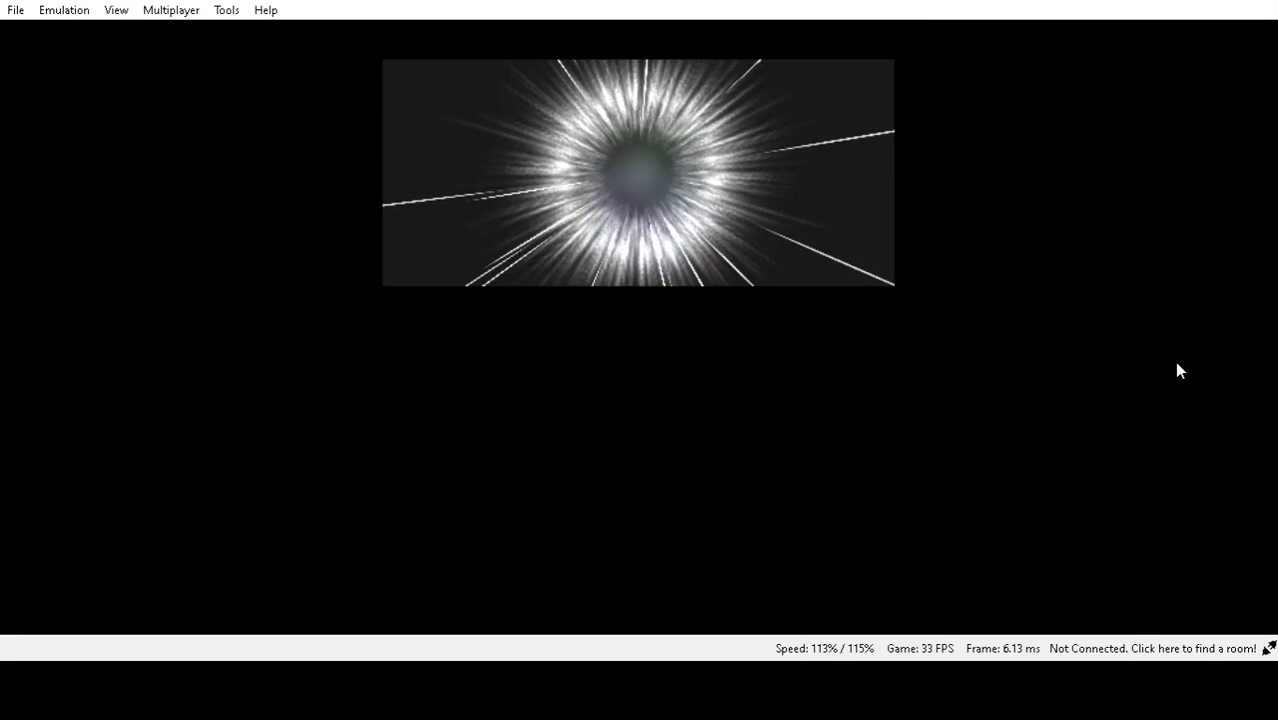 File Emulation View Multiplayer Tools Help
Speed: 113% / 115% Game: 33 FPS Frame: 6.13 ms Not Connected. Click here to find a room!